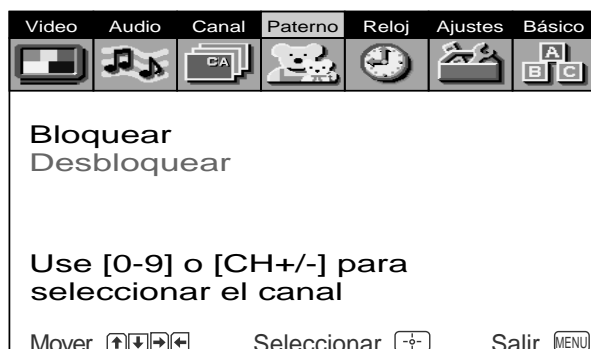 Video Audio Canal Paterno Reloj Ajustes Básico
CA
A
B C
Bloquear
Desbloquear
Use [0-9] o [CH+/-] para
seleccionar el canal
Mover Seleccionar Salir MENU